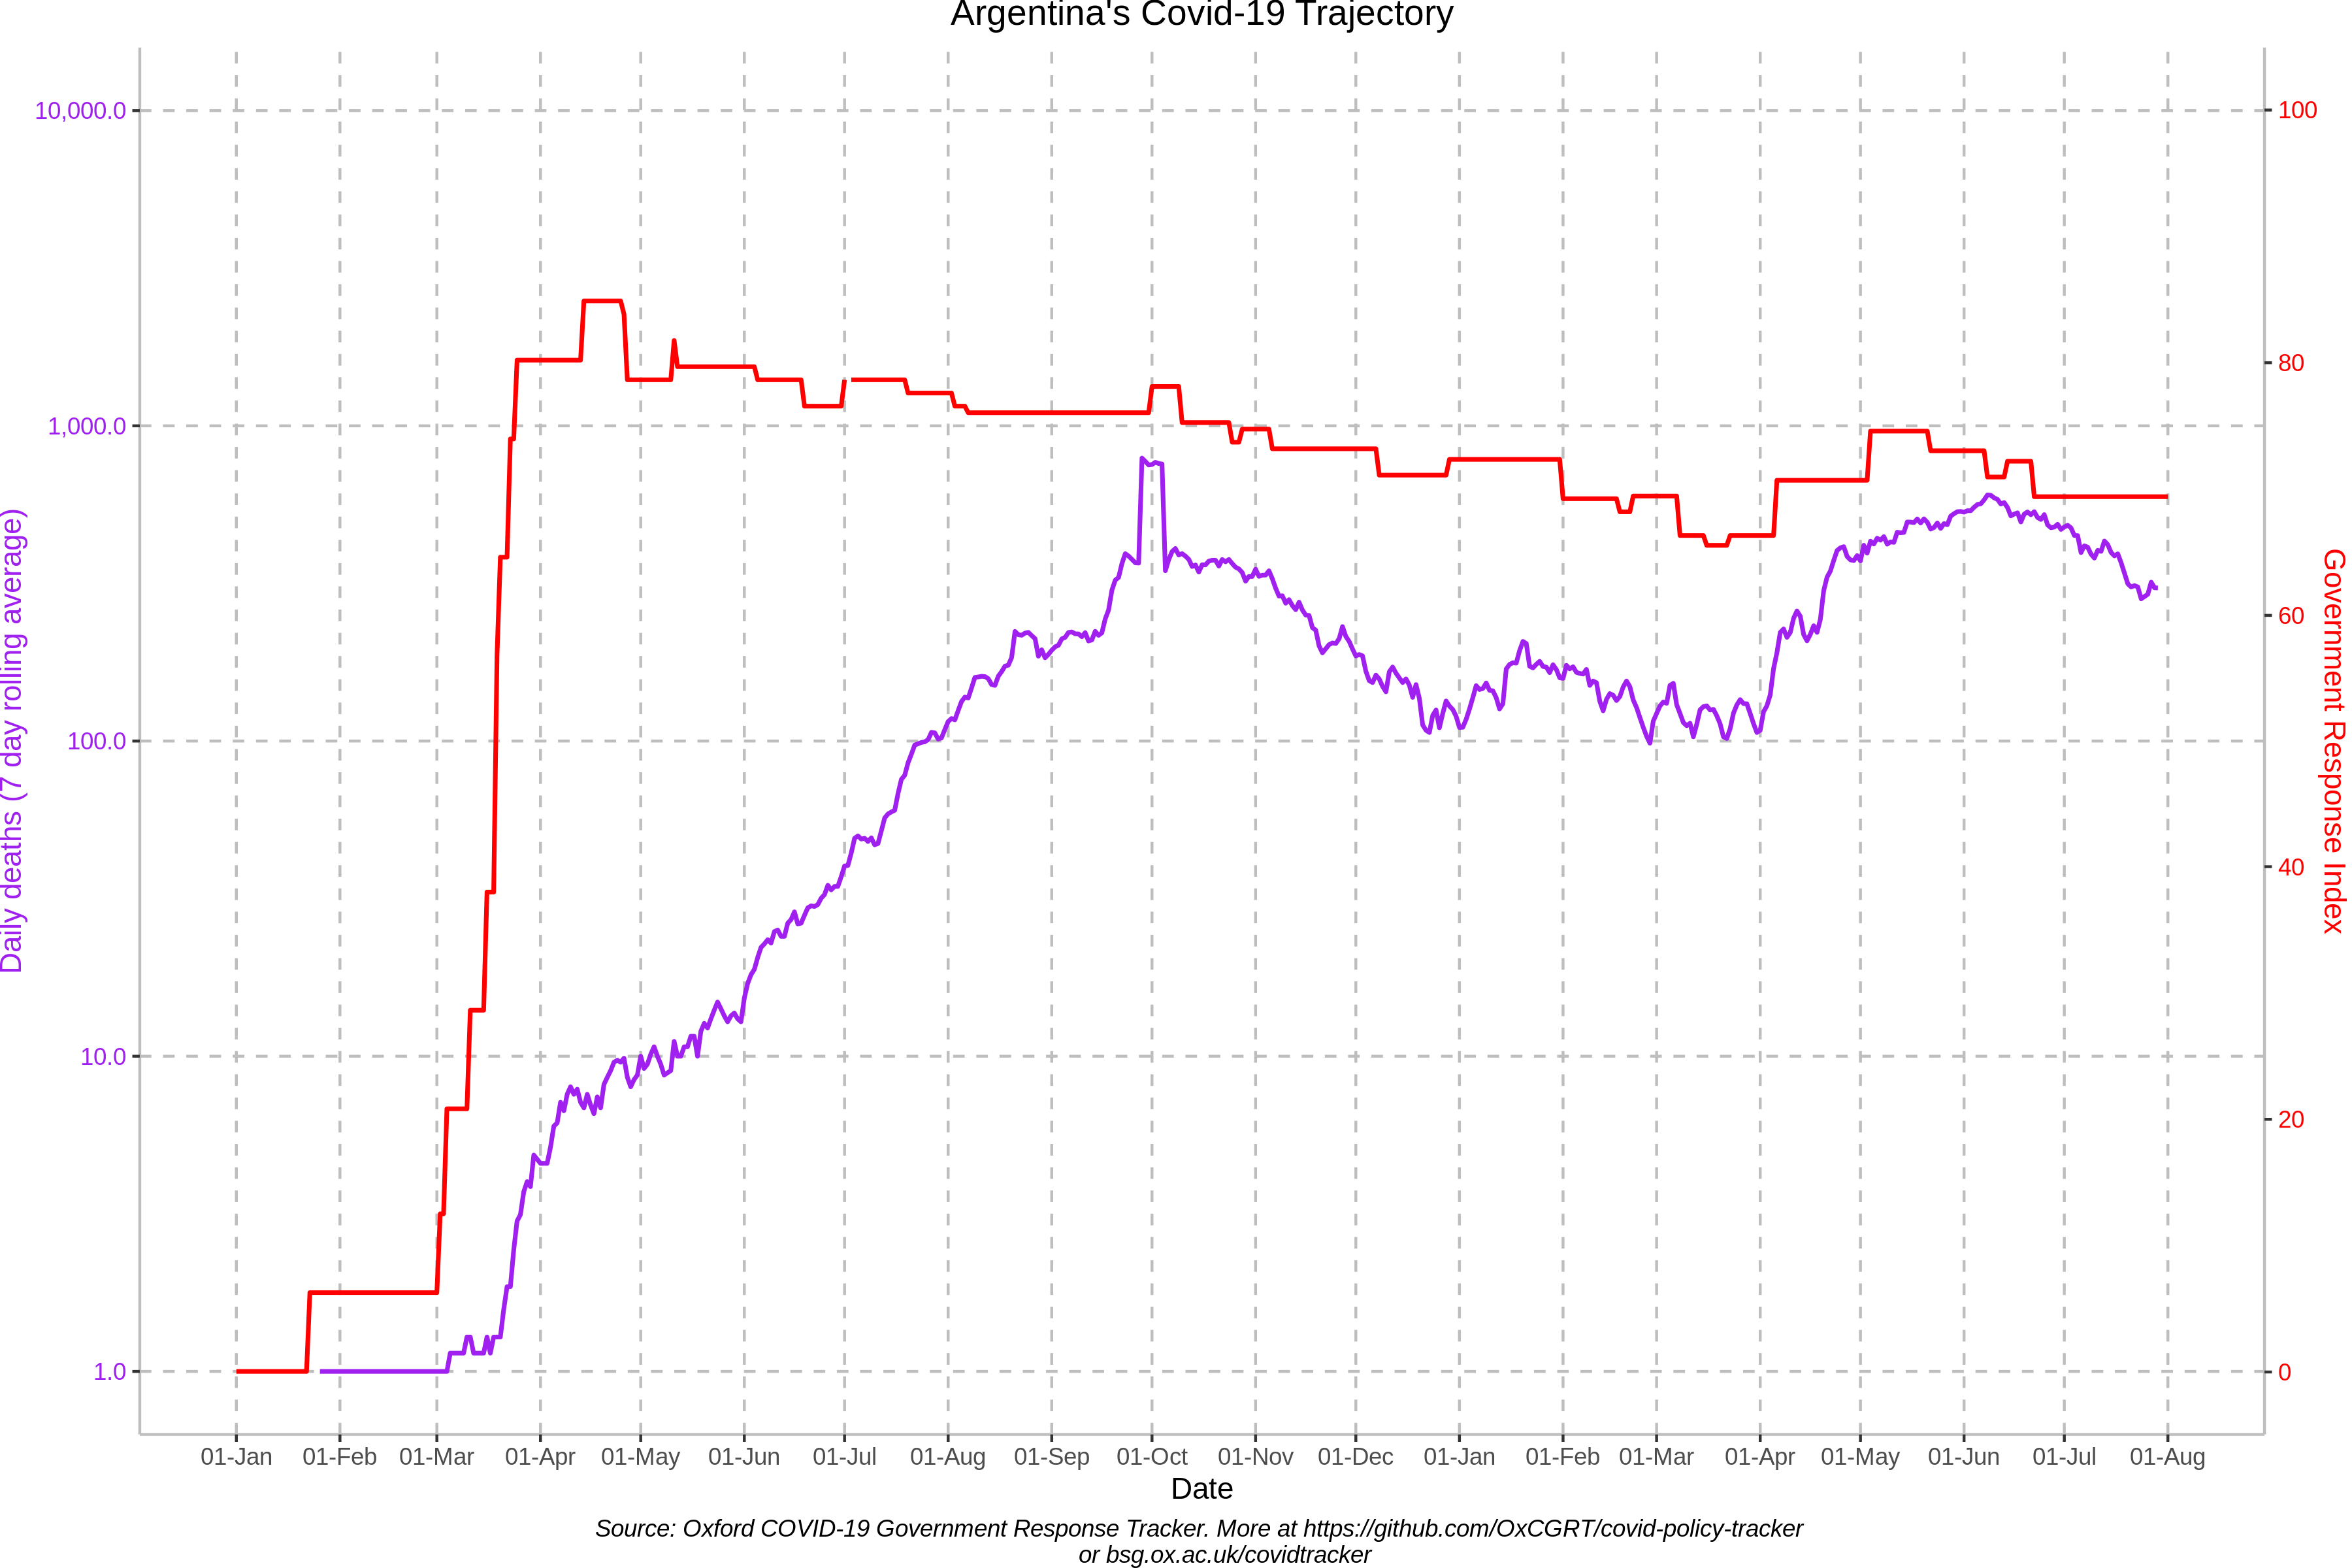 Argentina's Covid-19 Trajectory
10,000.0
1,000.0
100.0
10.0
1.0
Daily deaths (7 day rolling average)
100
80
60
40
20
0
Government Response Index
01-Jan 01-Feb 01-Mar 01-Apr 01-May 01-Jun 01-Jul 01-Aug 01-Sep 01-Oct 01-Nov 01-Dec 01-Jan 01-Feb 01-Mar 01-Apr 01-May 01-Jun 01-Jul 01-Aug
Date
Source: Oxford COVID-19 Government Response Tracker. More at https://github.com/OxCGRT/covid-policy-tracker
or bsg.ox.ac.uk/covidtracker